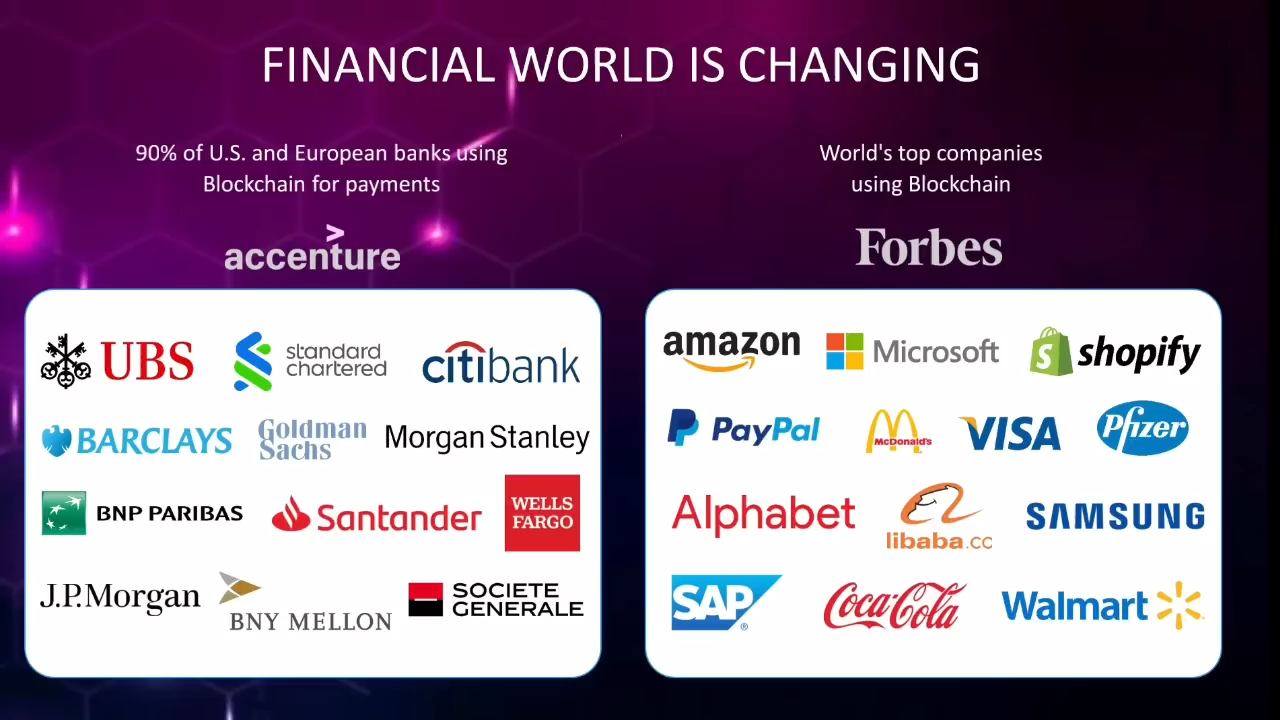 FINANCIAL WORLD IS CHANGING
90% of U.S. and European banks using
Blockchain for payments
accenture
UBS
standard
chartered
citibank
BARCLAYS
Goldman
Sachs
Morgan Stanley
BNP PARIBAS
Santander
WELLS
FARGO
J.P.Morgan
BNY MELLON
SOCIETE
GENERALE
World's top companies
using Blockchain
Forbes
amazon
Microsoft
S shopify
PayPal
McDonald's
VISA
Pfizer
Alphabet
libaba.cc
SAMSUNG
SAP®
Coca-Cola
Walmart